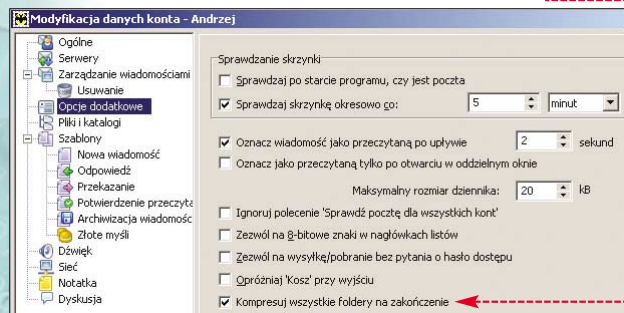 Modyfikacja danych konta - Andrzej
Ogólne
Serwery
Zarządzanie wiadomościami
Usuwanie
Opcje dodatkowe
Pliki i katalogi
Szablony
Nowa wiadomość
Odpowiedź
Przekazanie
Potwierdzenie przeczyta
Archiwizacja wiadomośc
Złote myśli
Dźwięk
Sieć
Notatka
Dyskusja
Sprawdzanie skrzynki
Sprawdzaj po starcie programu, czy jest poczta
Sprawdzaj skrzynkę okresowo co: 5 minut
Oznacz wiadomość jako przeczytaną po upływie 2 sekund
Oznacz jako przeczytaną tylko po otwarciu w oddzielnym oknie
Maksymalny rozmiar dziennika: 20 kB
Ignoruj polecenie 'Sprawdź pocztę dla wszystkich kont'
Zezwól na 8-bitowe znaki w nagłówkach listów
Zezwól na wysyłkę/pobranie bez pytania o hasło dostępu
Opróżniaj 'Kosz' przy wyjściu
Kompresuj wszystkie foldery na zakończenie